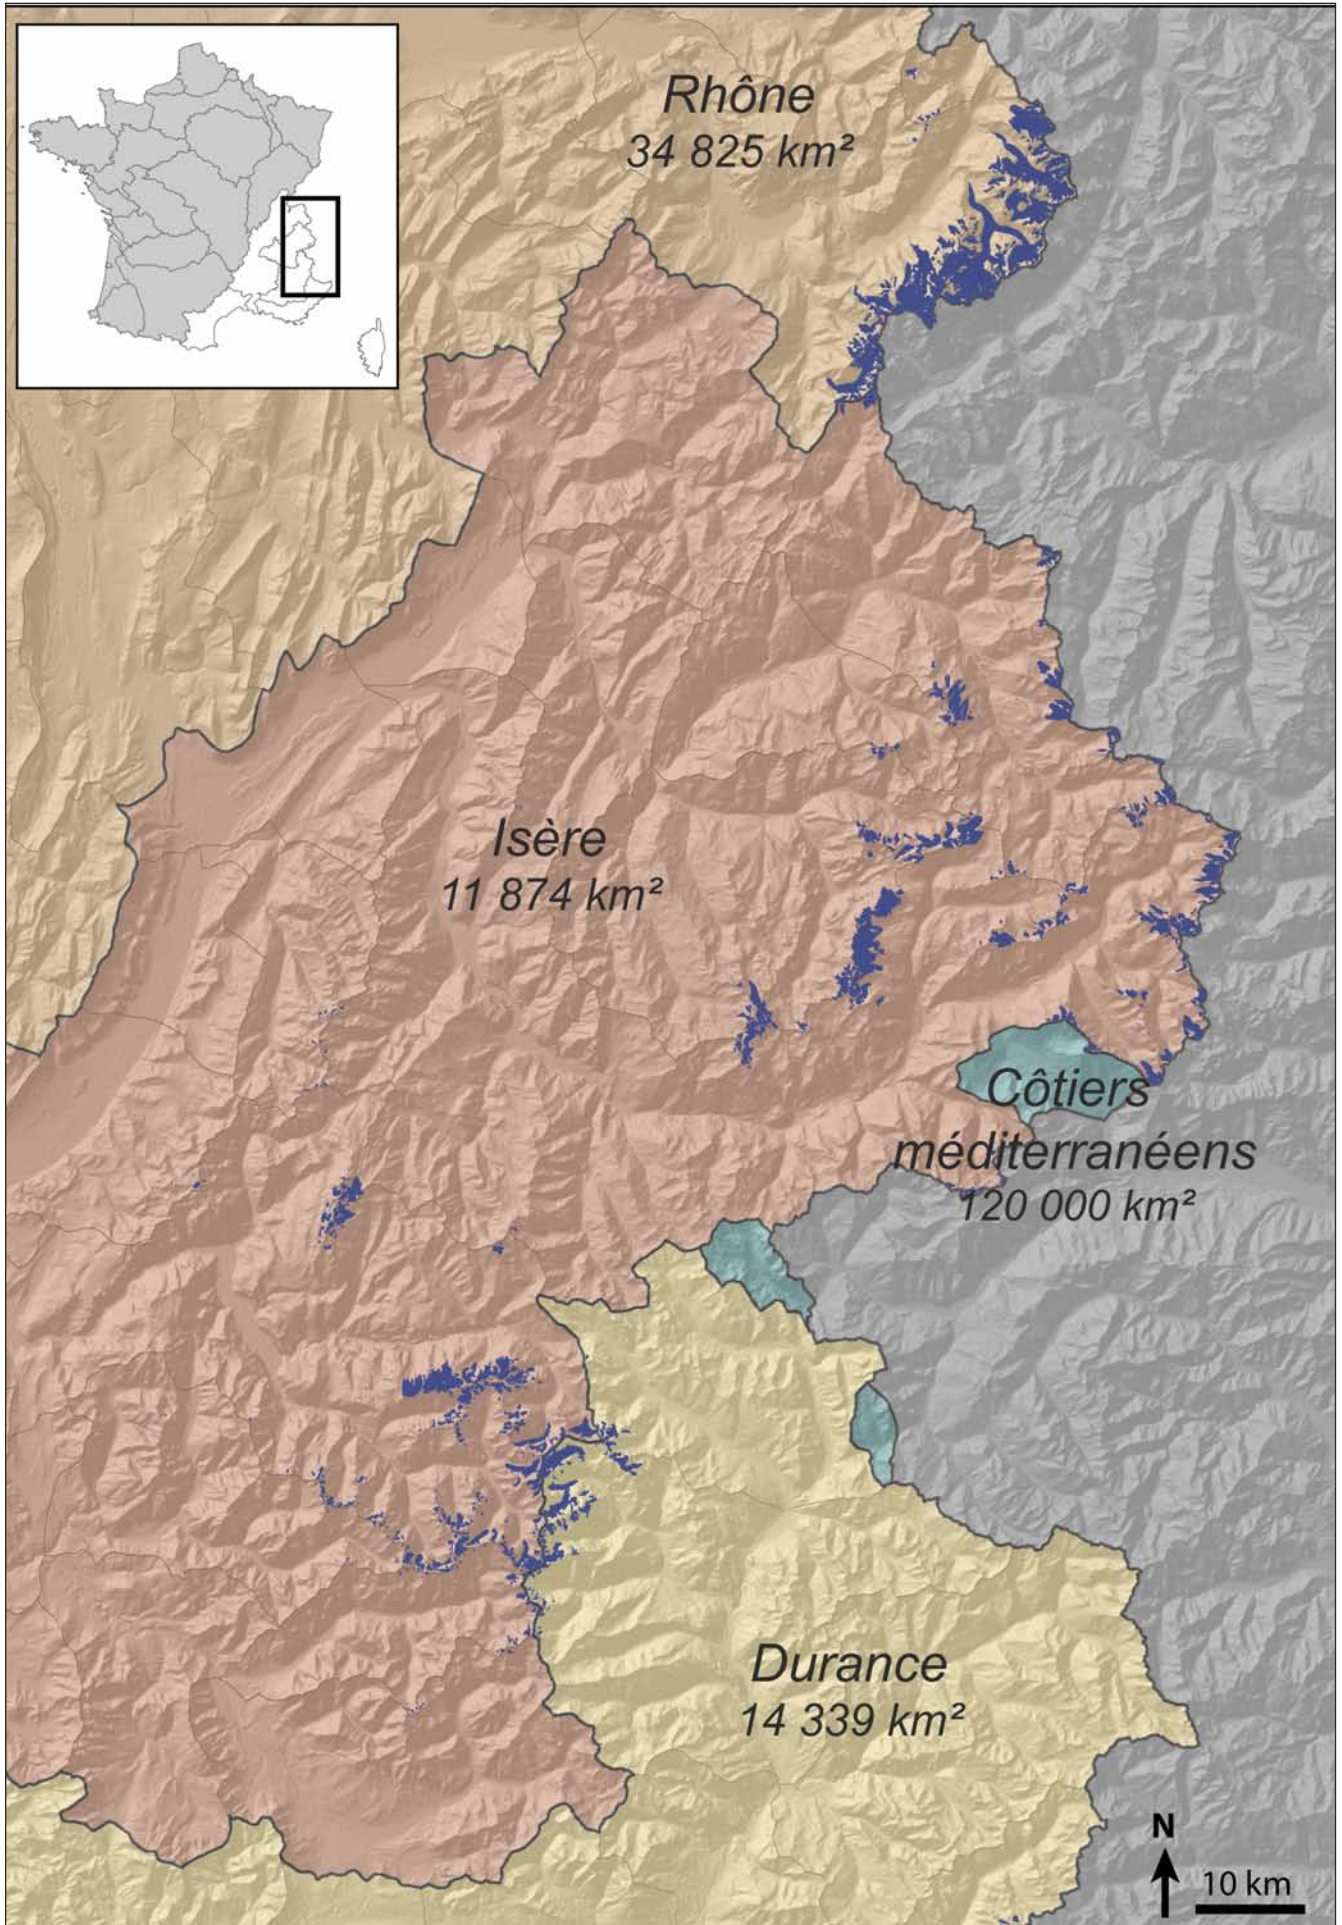 Rhône
34 825 km²
Isère
11 874 km²
Côtiers
méditerranéens
120 000 km²
Durance
14 339 km²
N
10 km